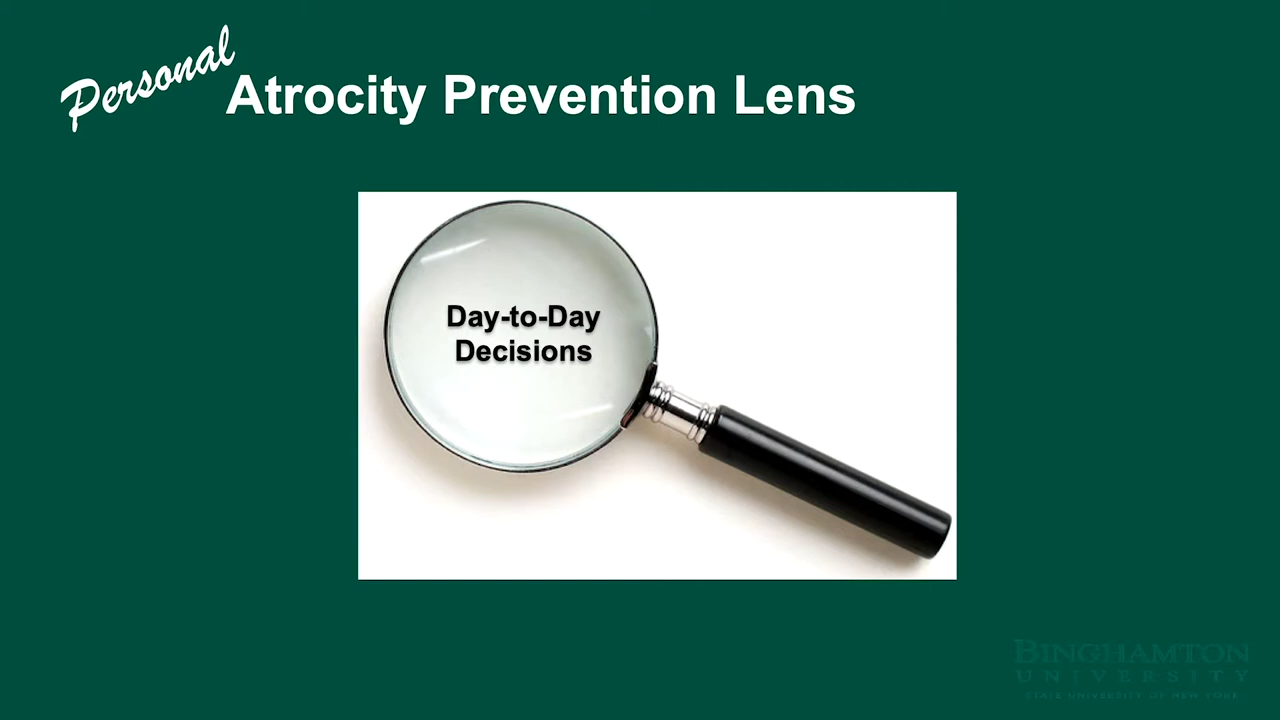 Personal
Atrocity Prevention Lens
Day-to-Day
Decisions
BINGHAMTON
UNIVERSITY
STATE UNIVERSITY OF NEW YORK